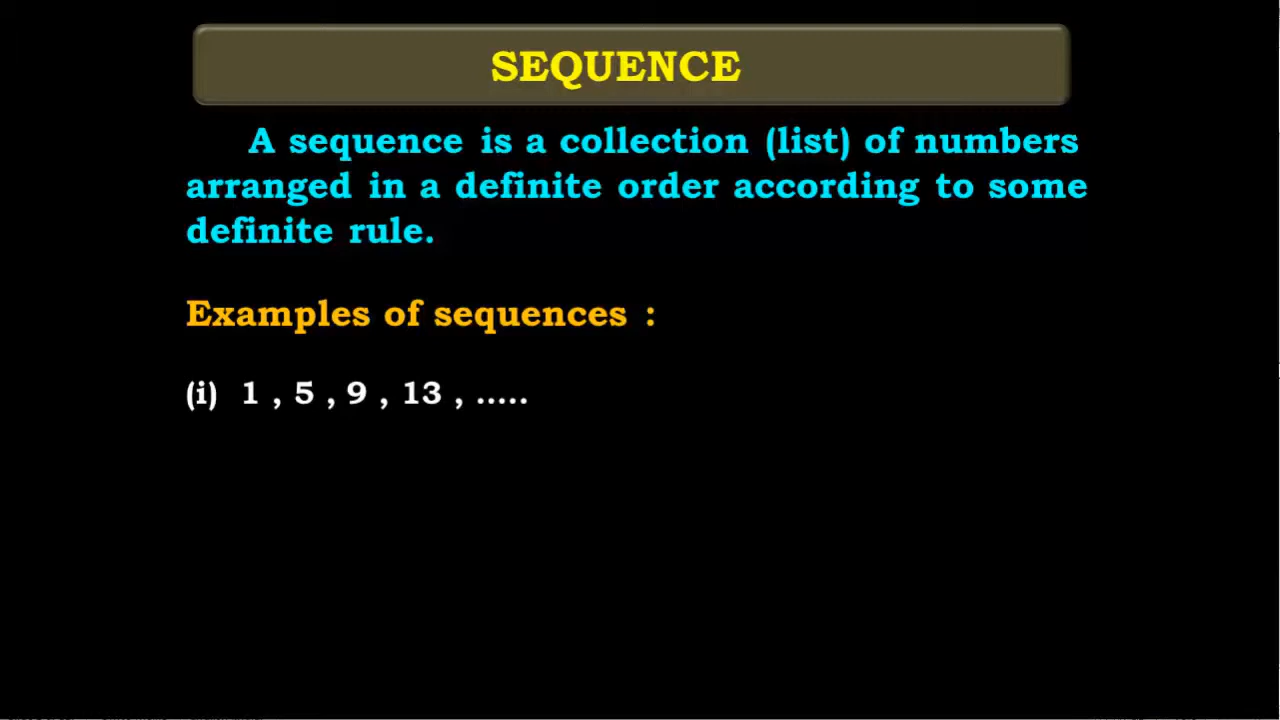 SEQUENCE
A sequence is a collection (list) of numbers
arranged in a definite order according to some
definite rule.
Examples of sequences :
(i) 1 , 5 , 9 , 13 , .....